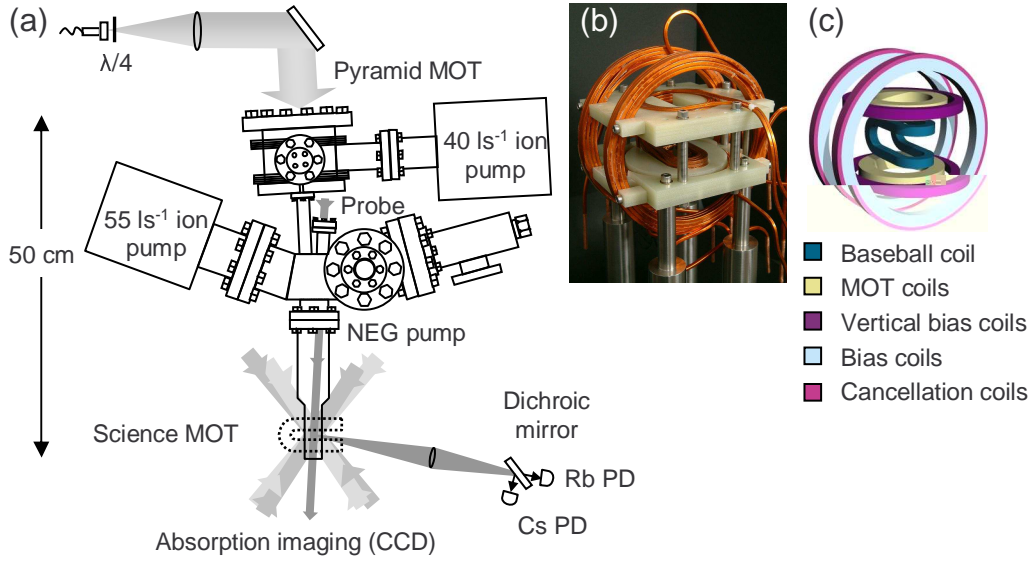 (a)
λ/4
Pyramid MOT
40 ls⁻¹ ion
pump
55 ls⁻¹ ion
pump
Probe
50 cm
NEG pump
Science MOT
Dichroic
mirror
Rb PD
Cs PD
Absorption imaging (CCD)
(b)
(c)
Baseball coil
MOT coils
Vertical bias coils
Bias coils
Cancellation coils